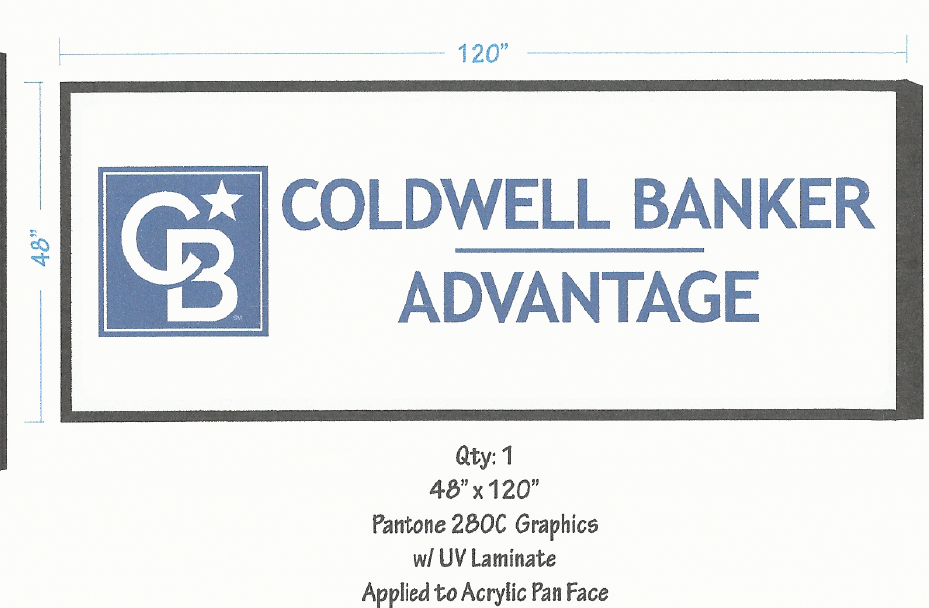 120”
48”
CB
SM
COLDWELL BANKER
ADVANTAGE
Qty: 1
48” x 120”
Pantone 280C Graphics
w/ UV Laminate
Applied to Acrylic Pan Face